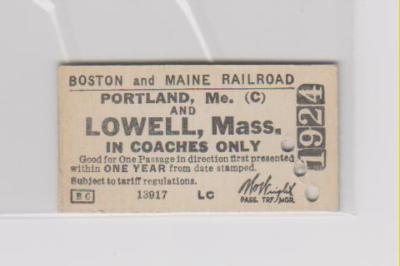 BOSTON and MAINE RAILROAD
PORTLAND, Me. (C)
AND
LOWELL, Mass.
IN COACHES ONLY
Good for One Passage in direction first presented
within ONE YEAR from date stamped.
Subject to tariff regulations.
B C 13917 LC
PASS. TRF. MGR.
1924